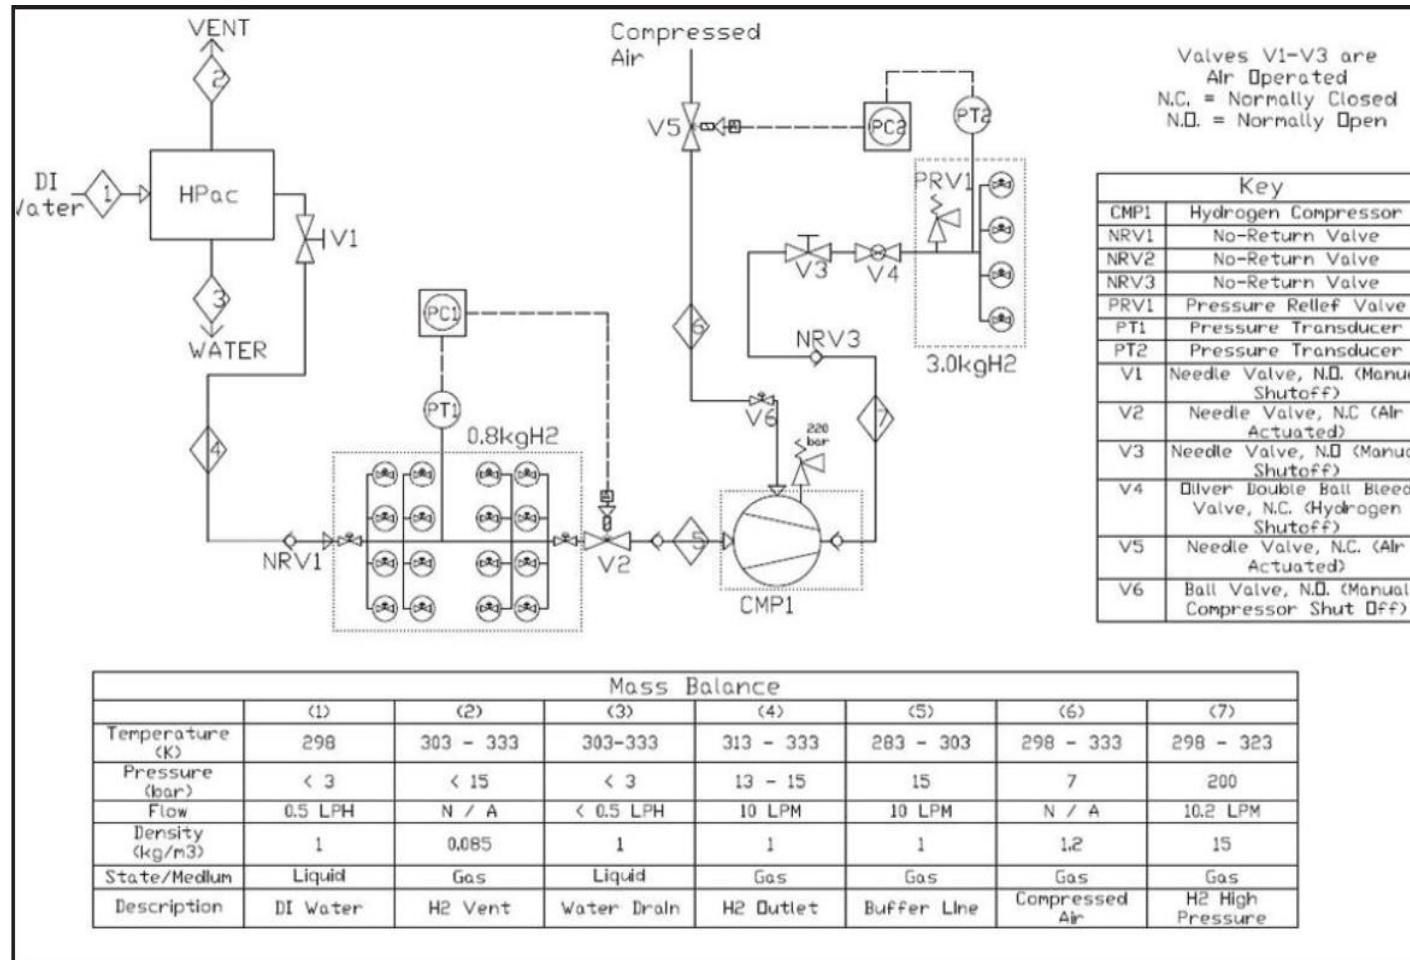 VENT
2
DI
Water
1
HPac
V1
3
WATER
4
NRV1
PC1
PT1
0.8kgH2
V2
5
CMP1
Compressed
Air
V5
PC2
PT2
PRV1
V3
V4
6
NRV3
3.0kgH2
V6
220
bar
7
Valves V1-V3 are
Air Operated
N.C. = Normally Closed
N.O. = Normally Open
Key
CMP1 Hydrogen Compressor
NRV1 No-Return Valve
NRV2 No-Return Valve
NRV3 No-Return Valve
PRV1 Pressure Relief Valve
PT1 Pressure Transducer
PT2 Pressure Transducer
V1 Needle Valve, N.O. (Manu
Shutoff)
V2 Needle Valve, N.C (Air
Actuated)
V3 Needle Valve, N.O (Manu
Shutoff)
V4 Oliver Double Ball Bleed
Valve, N.C. (Hydrogen
Shutoff)
V5 Needle Valve, N.C. (Air
Actuated)
V6 Ball Valve, N.O. (Manual
Compressor Shut Off)
Mass Balance
(1) (2) (3) (4) (5) (6) (7)
Temperature
(K) 298 303 - 333 303-333 313 - 333 283 - 303 298 - 333 298 - 323
Pressure
(bar) < 3 < 15 < 3 13 - 15 15 7 200
Flow 0.5 LPH N / A < 0.5 LPH 10 LPM 10 LPM N / A 10.2 LPM
Density
(kg/m3) 1 0.085 1 1 1 1.2 15
State/Medium Liquid Gas Liquid Gas Gas Gas Gas
Description DI Water H2 Vent Water Drain H2 Outlet Buffer Line Compressed
Air H2 High
Pressure